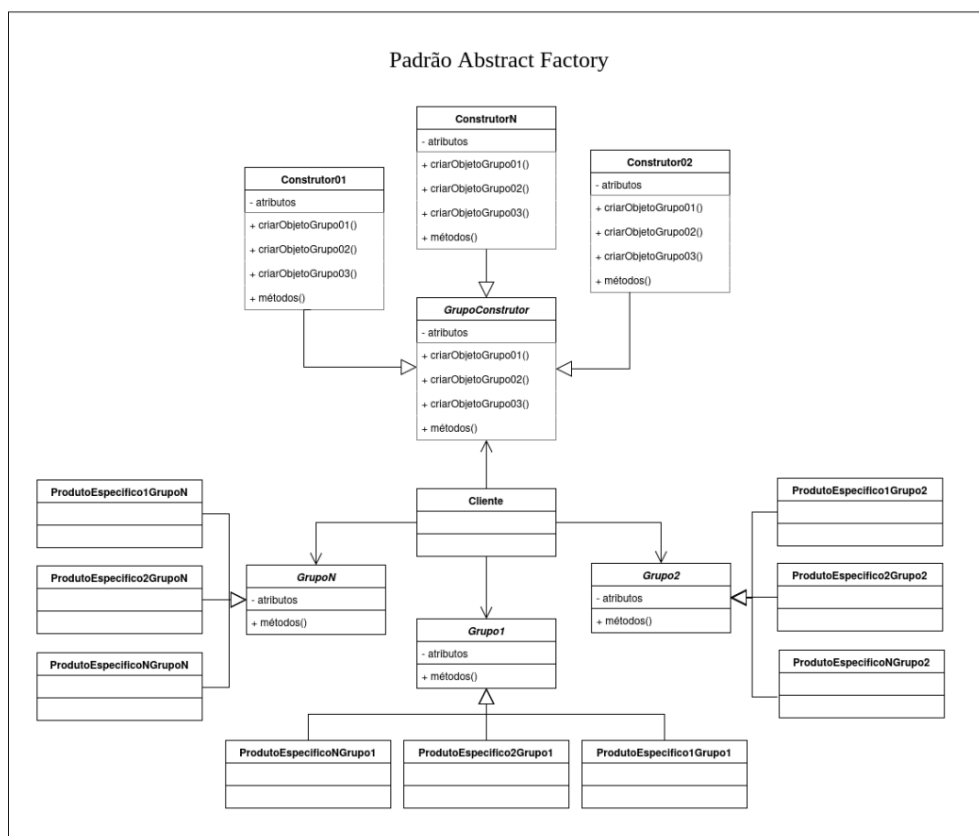 Padrão Abstract Factory
ConstrutorN
- atributos
+ criarObjetoGrupo01()
+ criarObjetoGrupo02()
+ criarObjetoGrupo03()
+ métodos()
Construtor01
- atributos
+ criarObjetoGrupo01()
+ criarObjetoGrupo02()
+ criarObjetoGrupo03()
+ métodos()
Construtor02
- atributos
+ criarObjetoGrupo01()
+ criarObjetoGrupo02()
+ criarObjetoGrupo03()
+ métodos()
GrupoConstrutor
- atributos
+ criarObjetoGrupo01()
+ criarObjetoGrupo02()
+ criarObjetoGrupo03()
+ métodos()
Cliente
ProdutoEspecifico1GrupoN
ProdutoEspecifico2GrupoN
ProdutoEspecificoNGrupoN
GrupoN
- atributos
+ métodos()
Grupo1
- atributos
+ métodos()
Grupo2
- atributos
+ métodos()
ProdutoEspecifico1Grupo2
ProdutoEspecifico2Grupo2
ProdutoEspecificoNGrupo2
ProdutoEspecificoNGrupo1
ProdutoEspecifico2Grupo1
ProdutoEspecifico1Grupo1